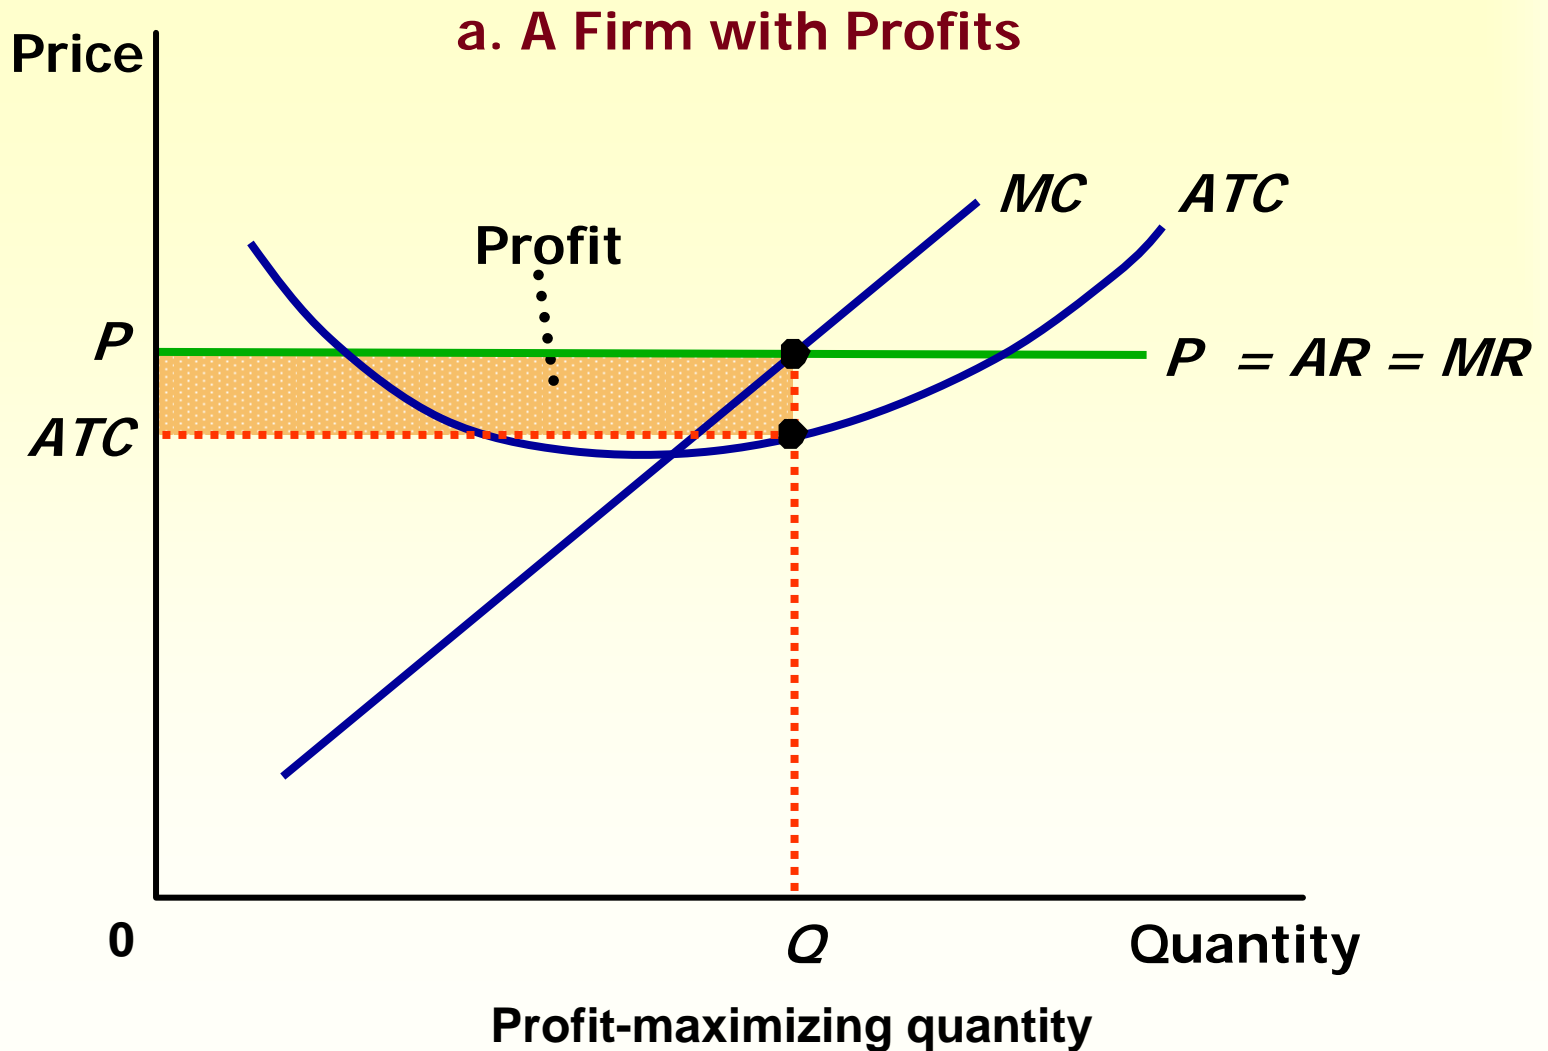 a. A Firm with Profits
Price
MC
ATC
Profit
P
P = AR = MR
ATC
0
Q
Quantity
Profit-maximizing quantity